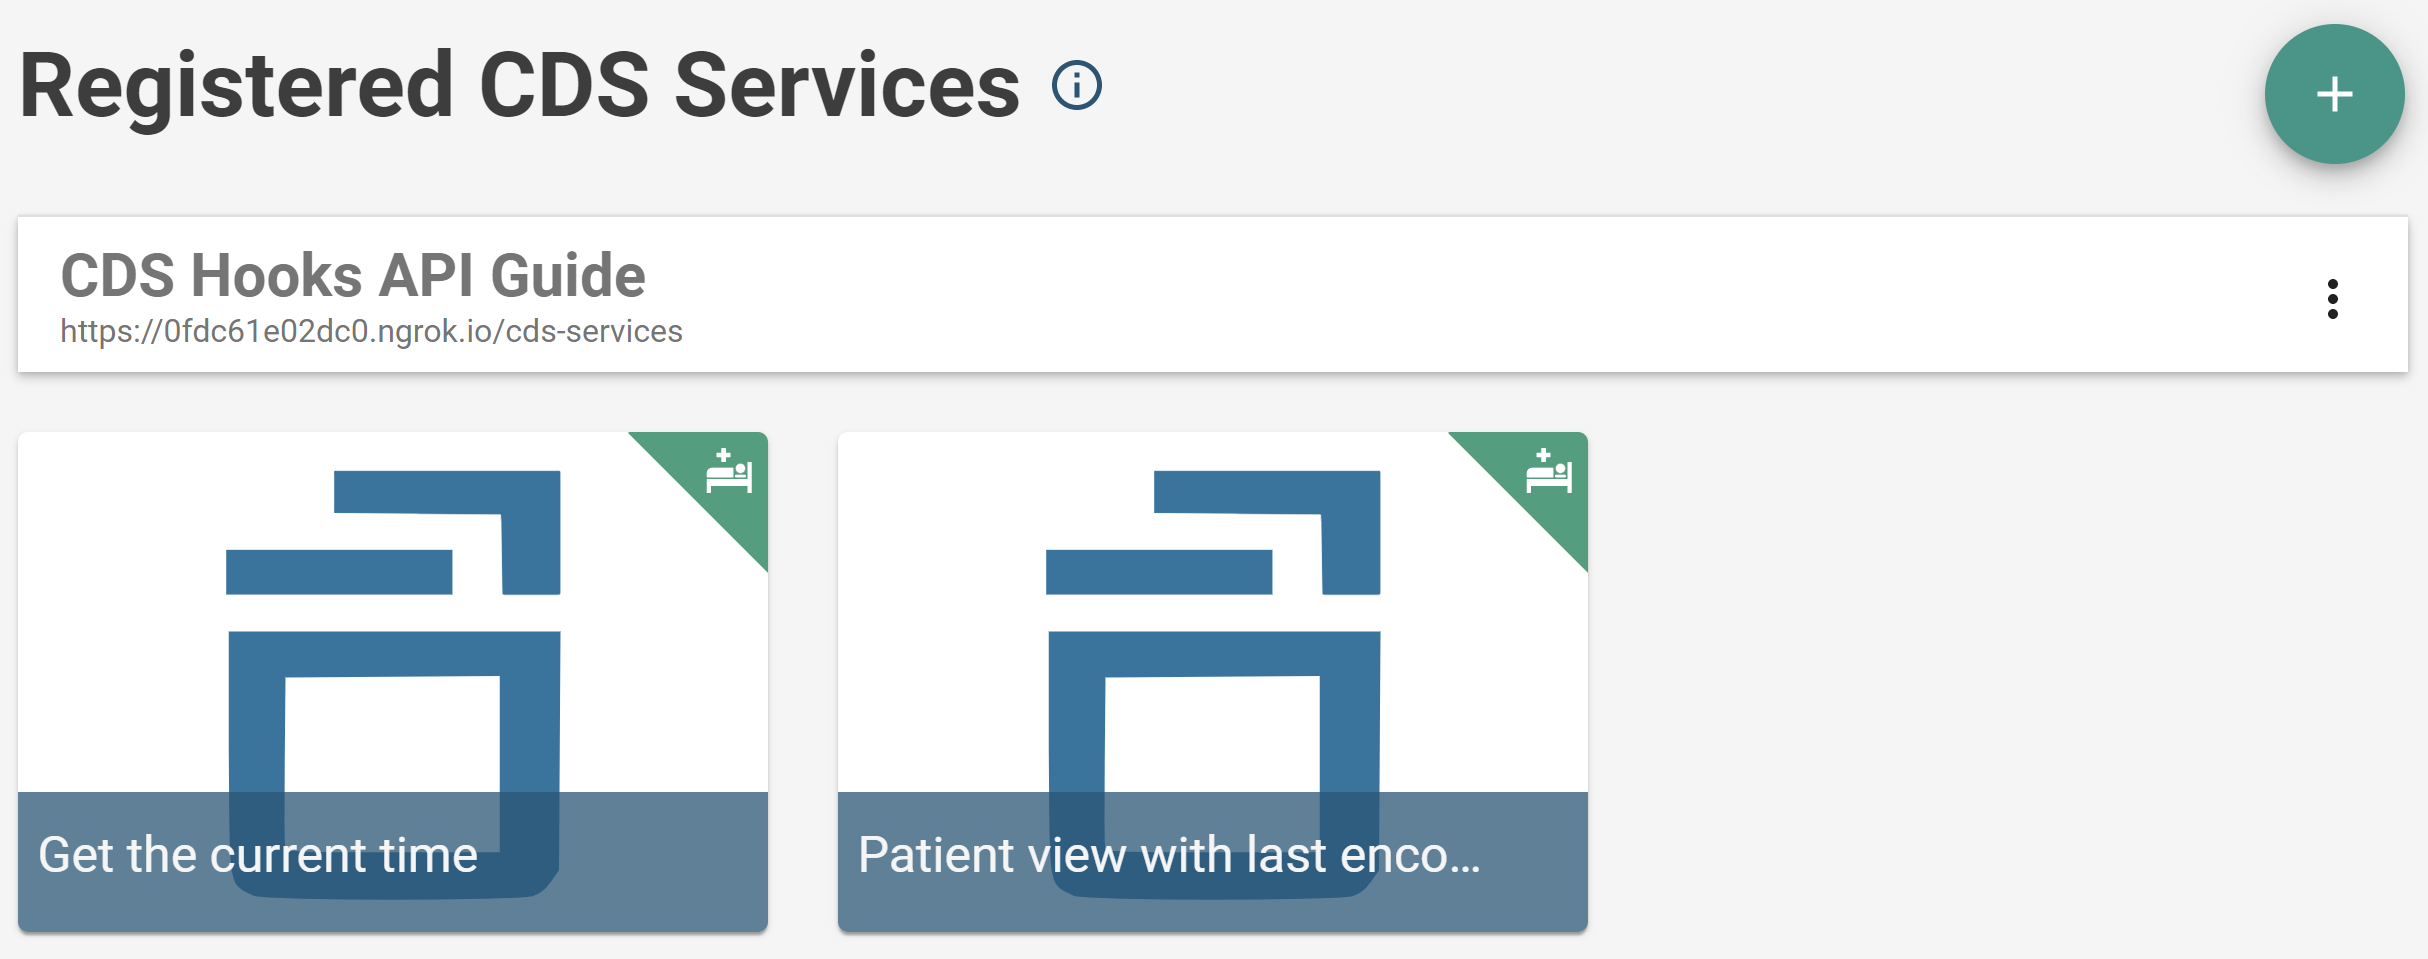 Registered CDS Services
CDS Hooks API Guide
https://0fdc61e02dc0.ngrok.io/cds-services
Get the current time
Patient view with last enco...